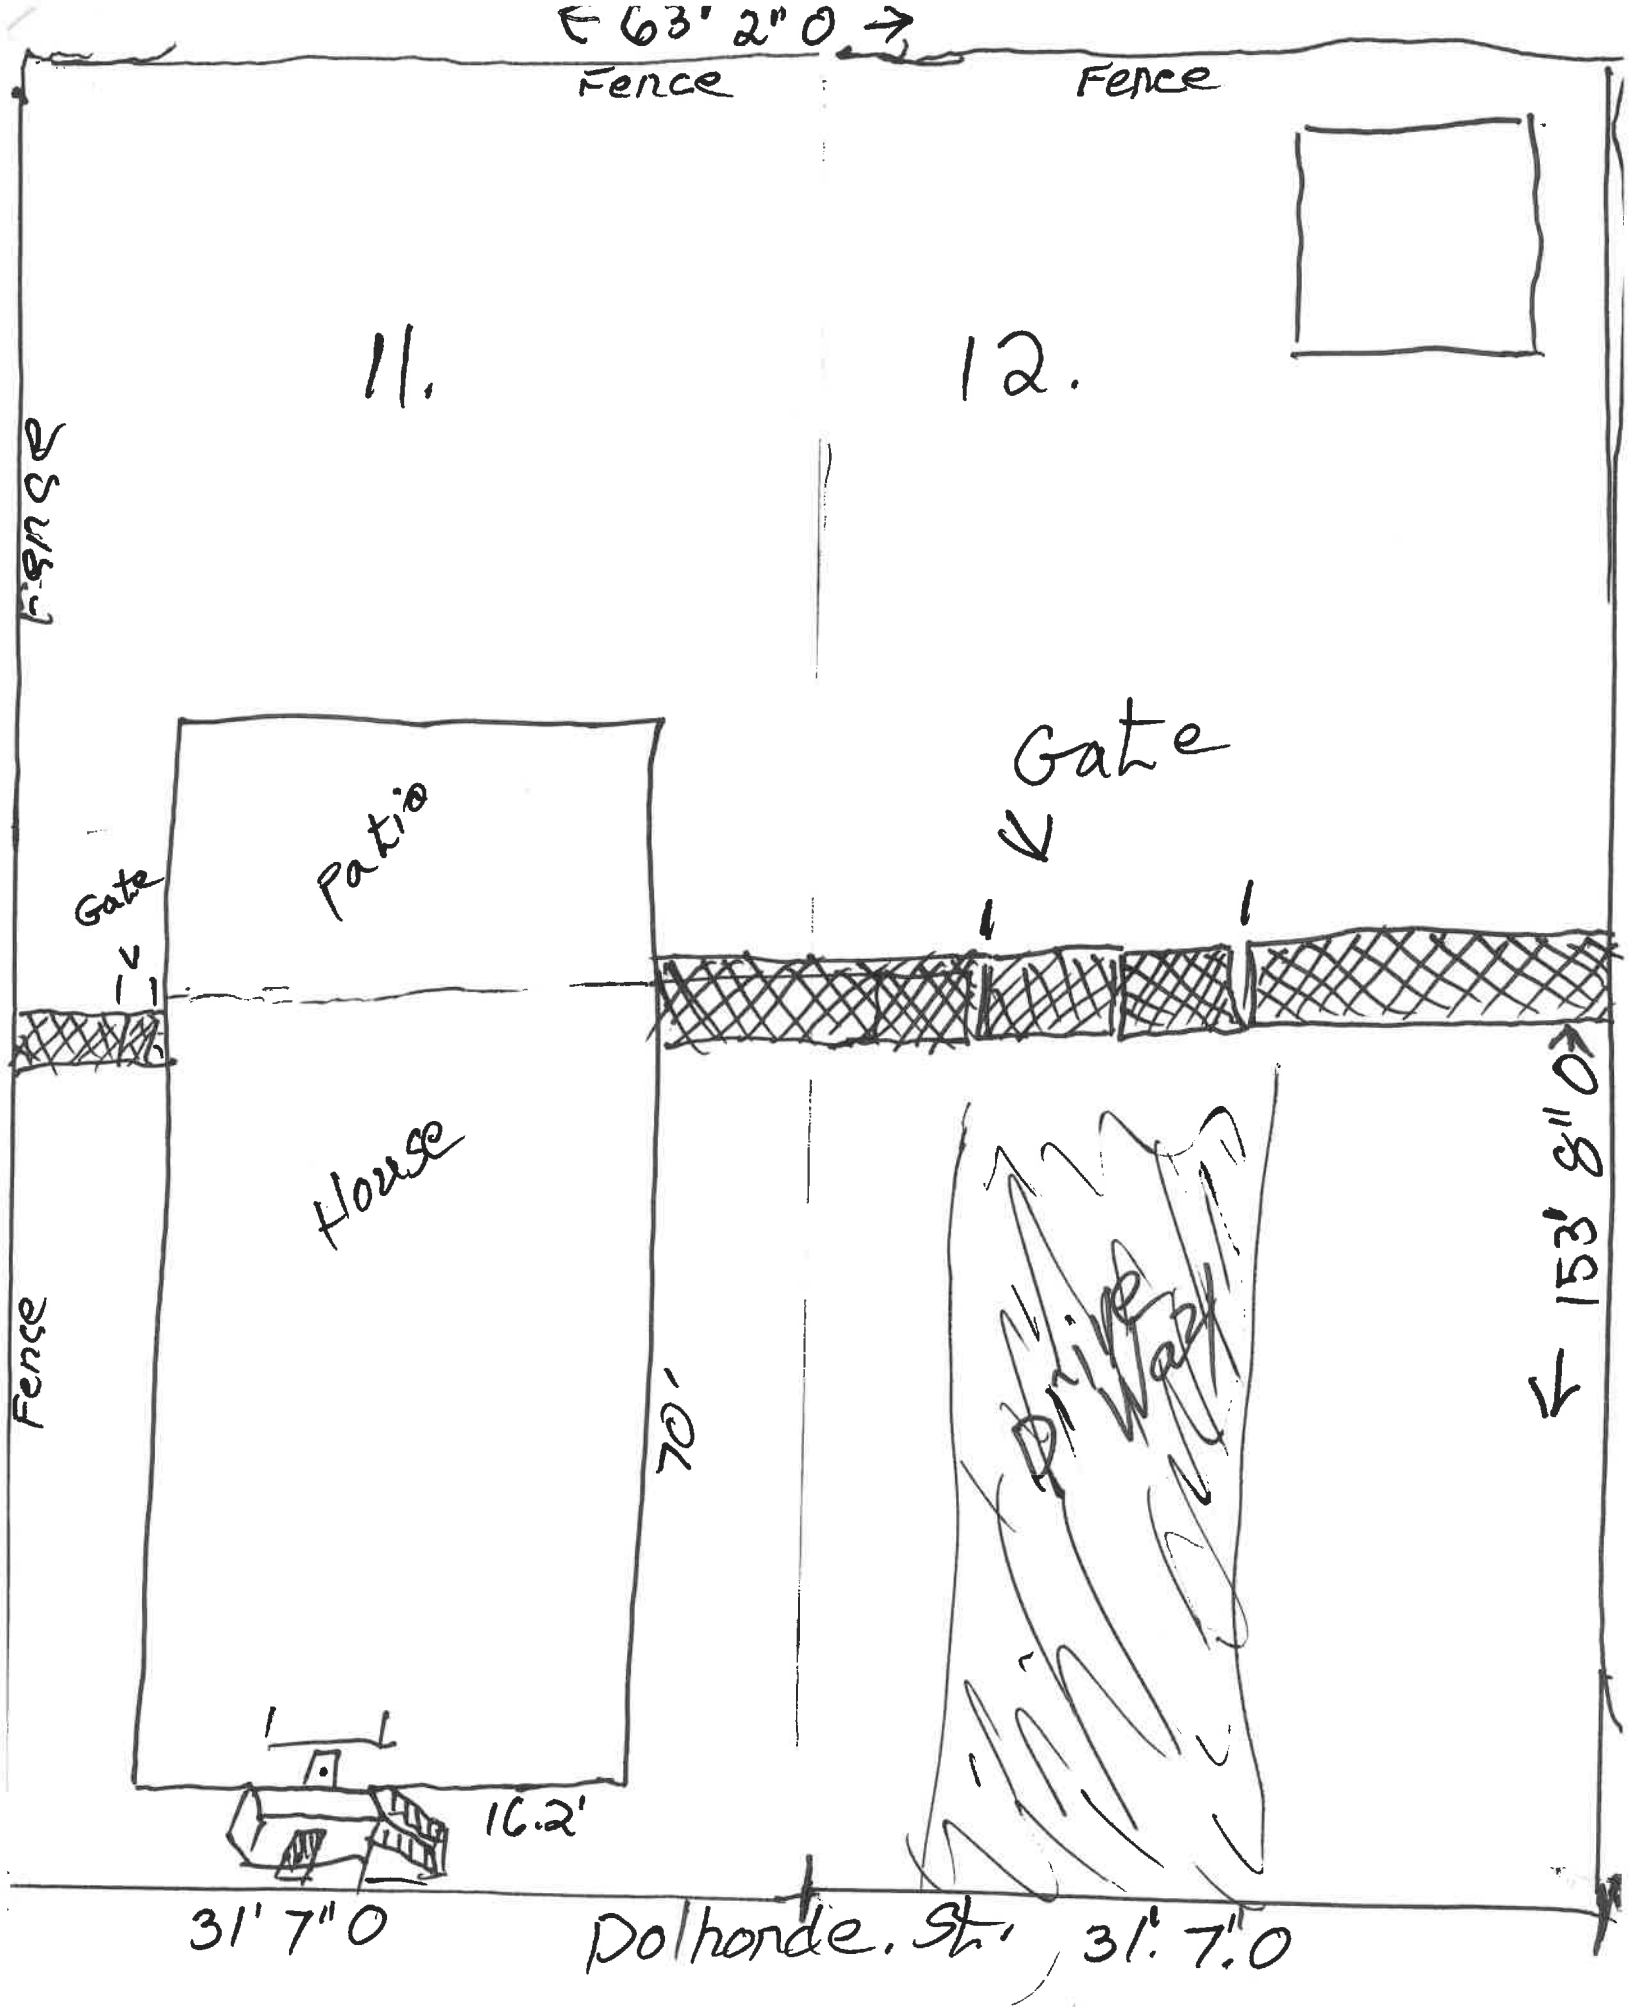 ← 63' 2" 0 →
Fence
Fence
11.
12.
Fence
Gate
Patio
Gate
House
← 153' 8" 0 →
Drive
Way
Fence
70'
16.2'
31' 7" 0
Dolhonde. St.
31'. 7". 0